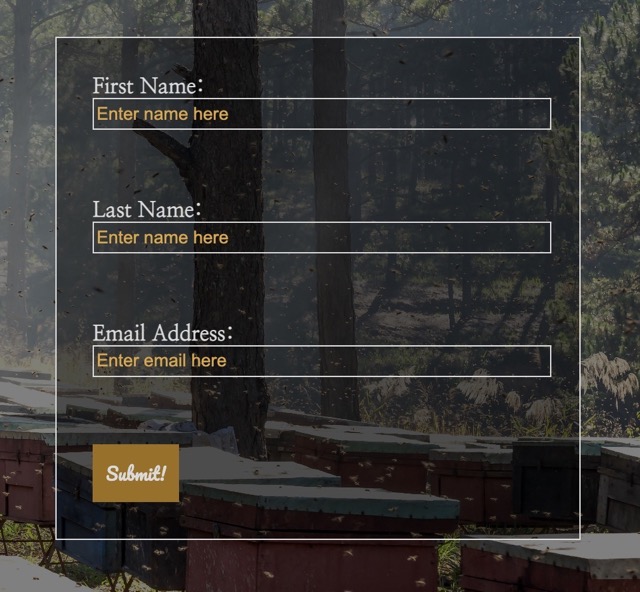 First Name:
Enter name here
Last Name:
Enter name here
Email Address:
Enter email here
Submit!